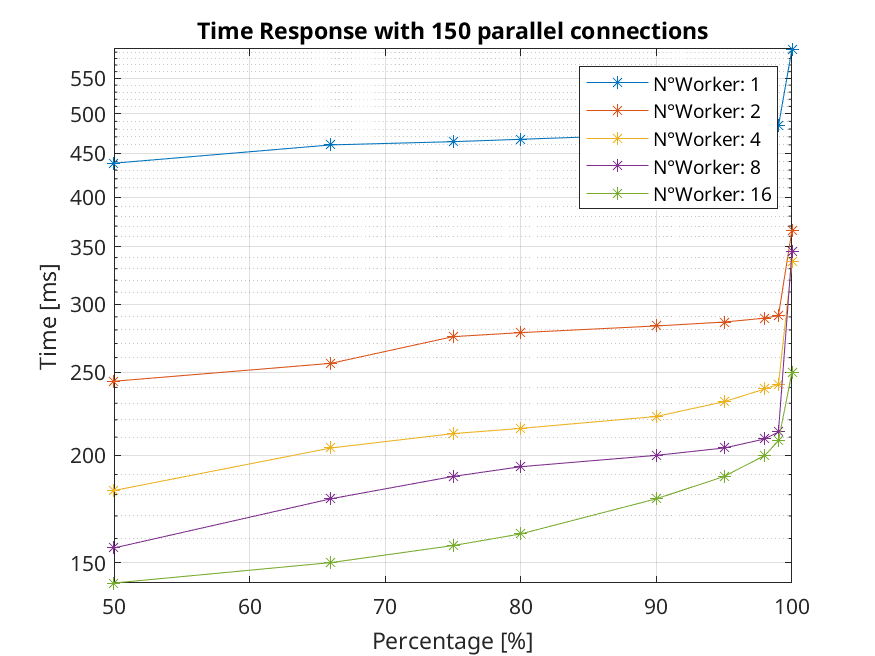 Time Response with 150 parallel connections
N°Worker: 1
N°Worker: 2
N°Worker: 4
N°Worker: 8
N°Worker: 16
Time [ms]
550
500
450
400
350
300
250
200
150
50 60 70 80 90 100
Percentage [%]